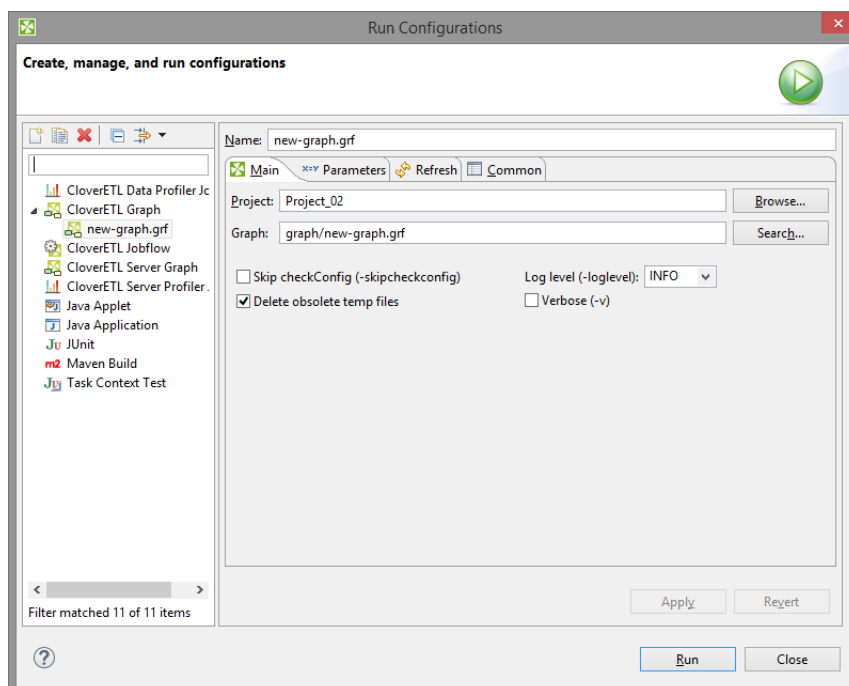 Run Configurations
Create, manage, and run configurations
Name: new-graph.grf
Main
x=y Parameters
Refresh
Common
Project: Project_02
Browse...
Graph: graph/new-graph.grf
Search...
Skip checkConfig (-skipcheckconfig)
Log level (-loglevel): INFO
Delete obsolete temp files
Verbose (-v)
CloverETL Data Profiler Jc
CloverETL Graph
new-graph.grf
CloverETL Jobflow
CloverETL Server Graph
CloverETL Server Profiler .
Java Applet
Java Application
Ju JUnit
m2 Maven Build
Juj Task Context Test
Filter matched 11 of 11 items
Apply
Revert
Run
Close